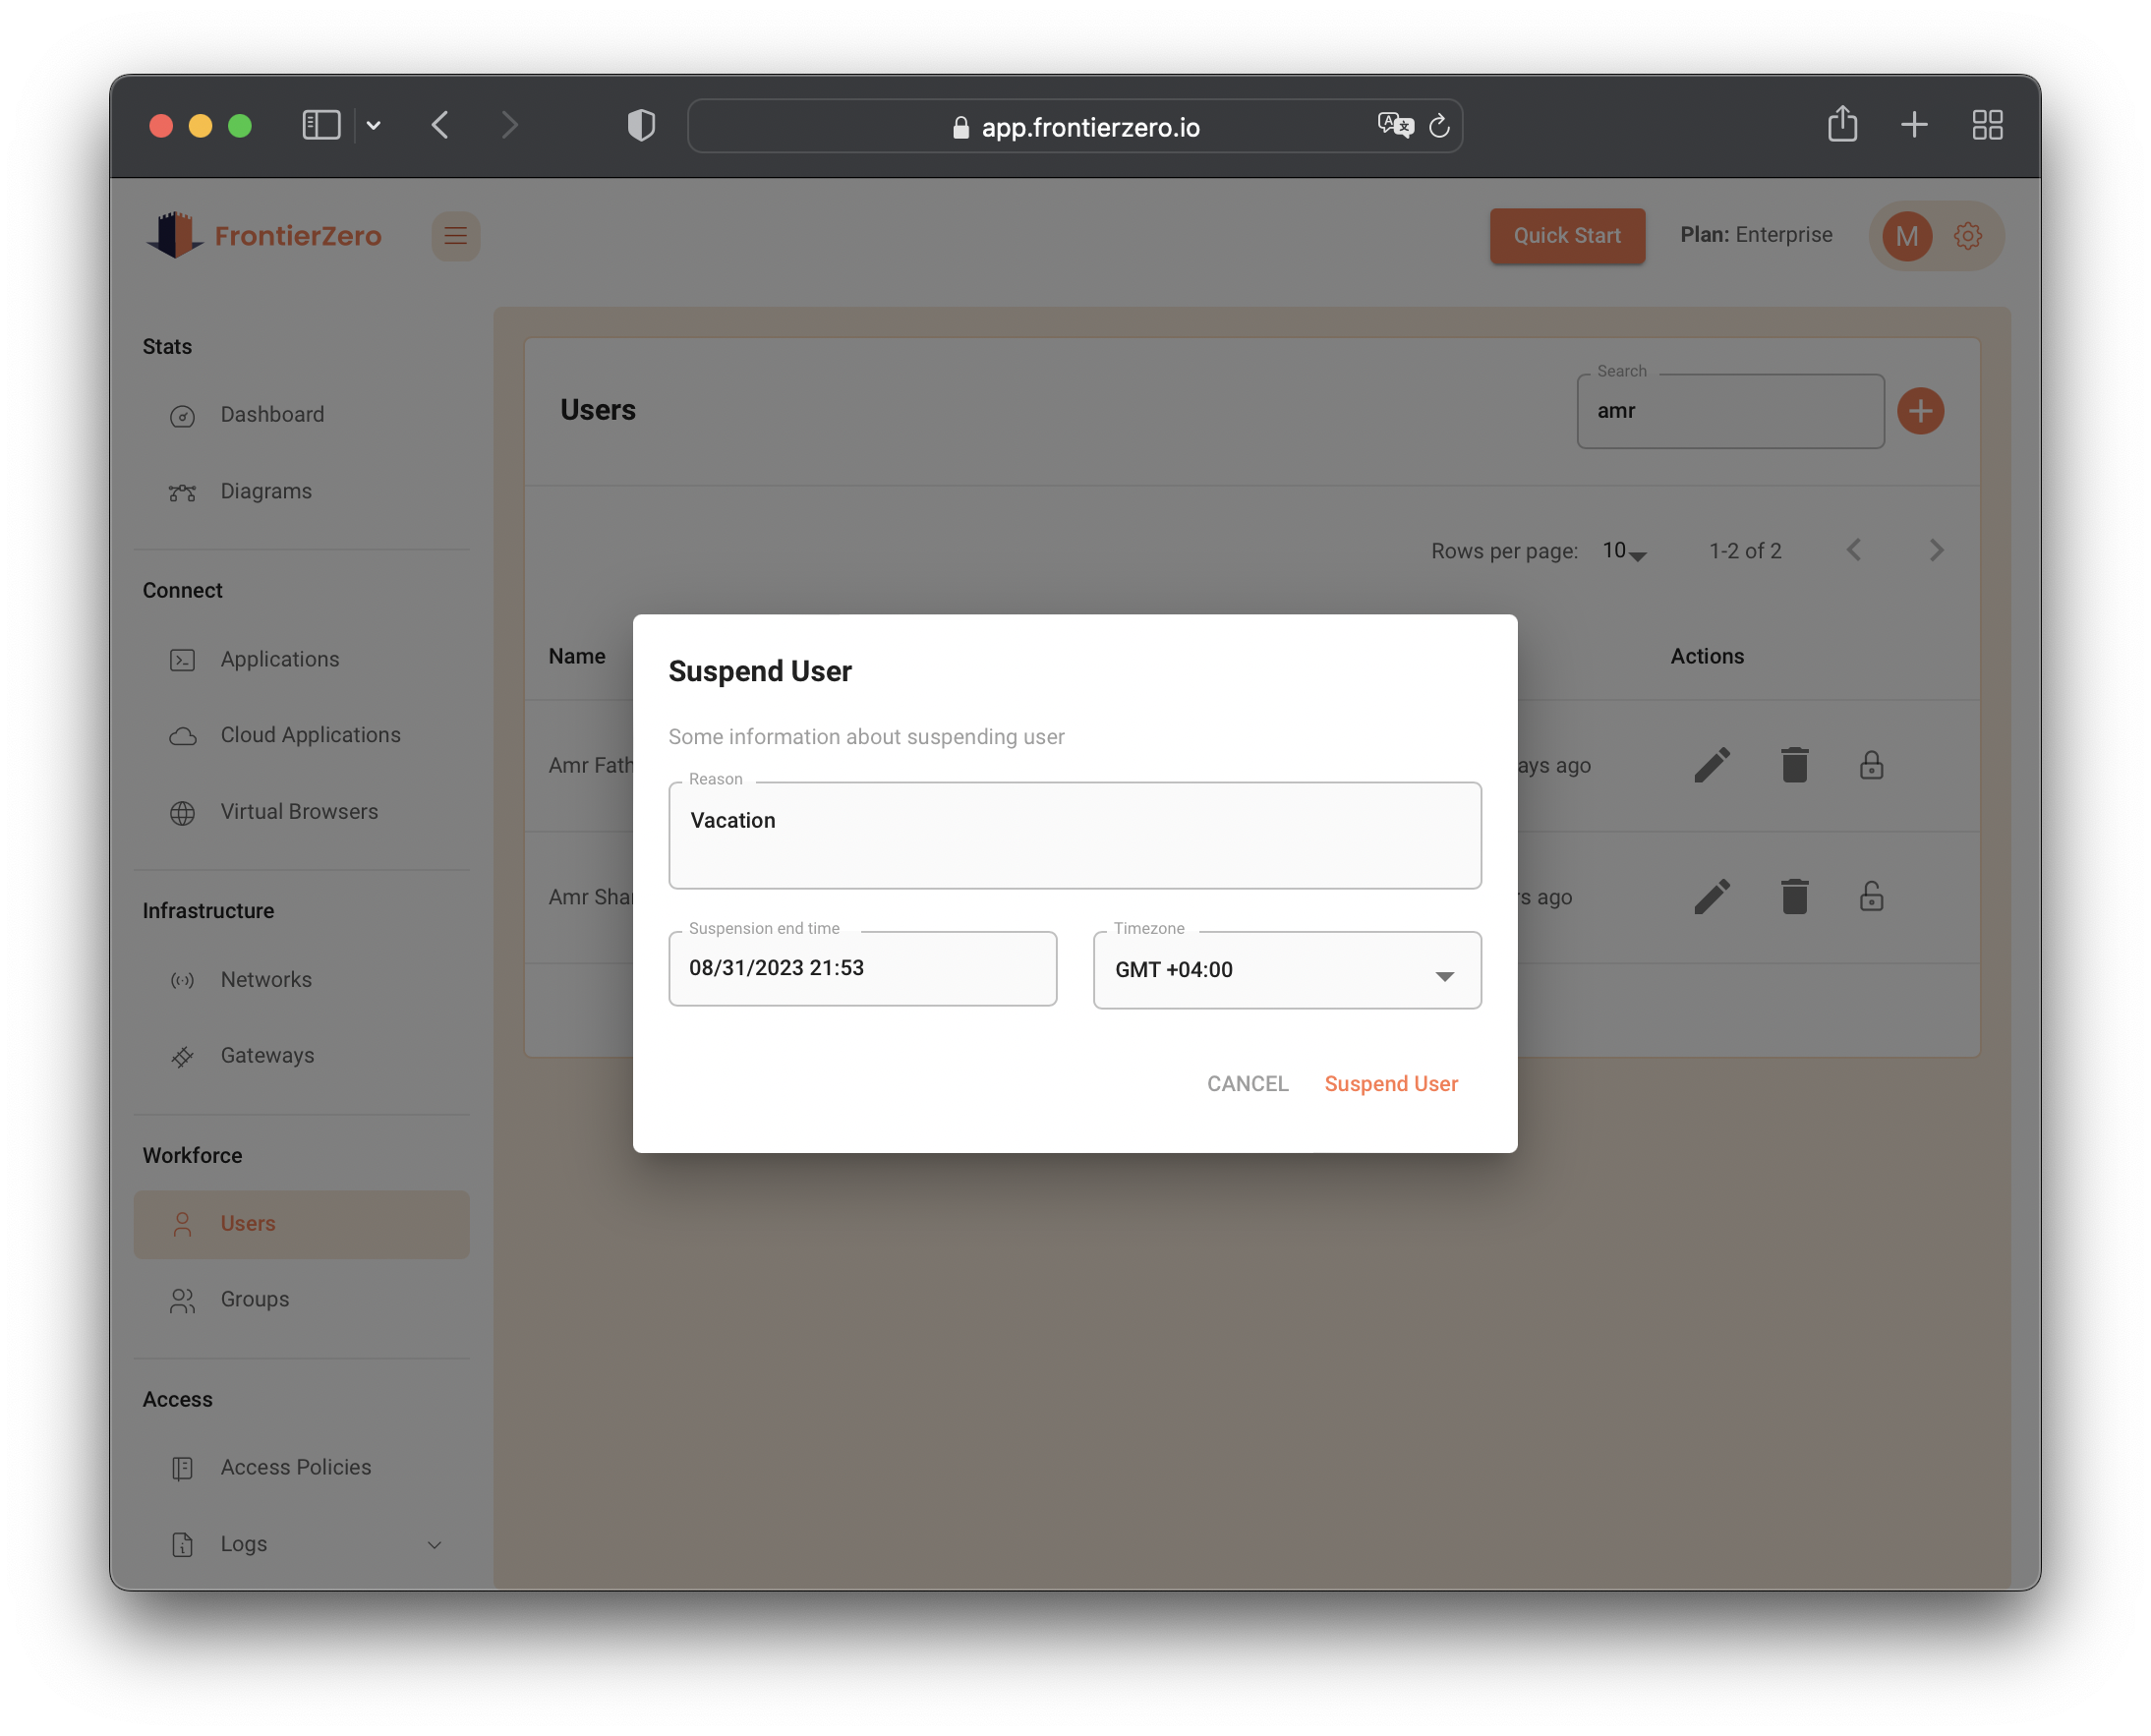 app.frontierzero.io
FrontierZero
Quick Start
Plan: Enterprise
M
Stats
Dashboard
Diagrams
Connect
Applications
Cloud Applications
Virtual Browsers
Infrastructure
Networks
Gateways
Workforce
Users
Groups
Access
Access Policies
Logs
Users
Search
amr
Rows per page: 10 1-2 of 2
Name Actions
Amr ago
Amr ago
Suspend User
Some information about suspending user
Reason
Vacation
Suspension end time
08/31/2023 21:53
Timezone
GMT +04:00
CANCEL Suspend User